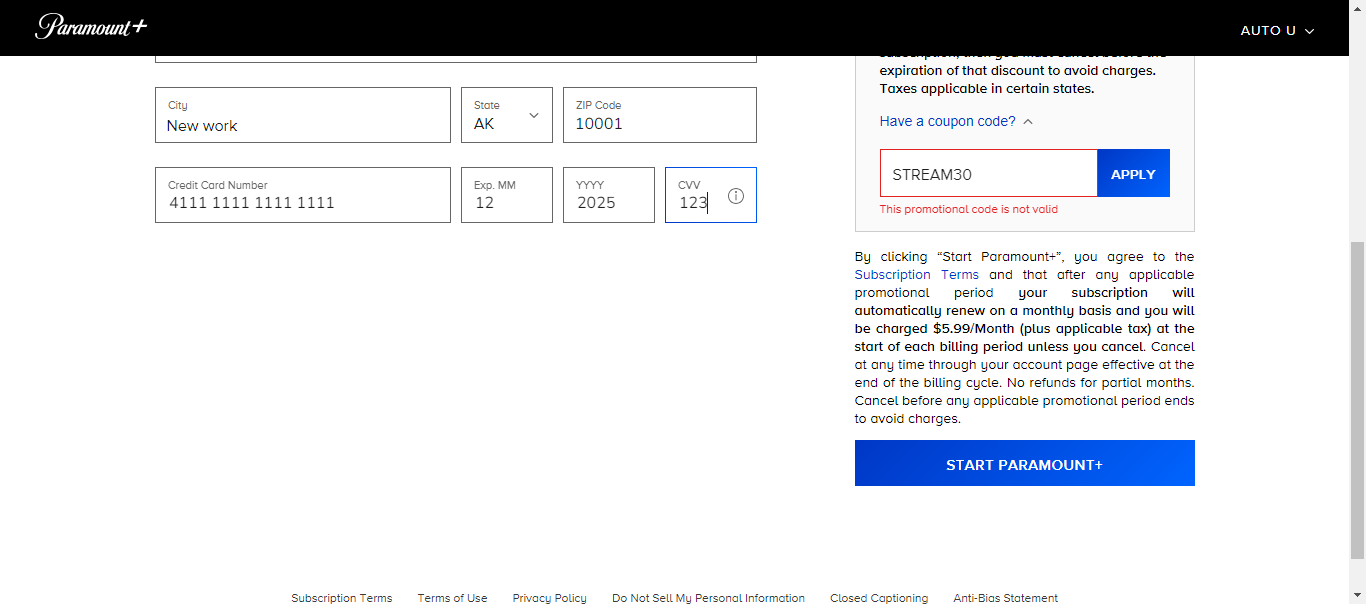 Paramount+
AUTO U
subscription, then you must cancel before the
expiration of that discount to avoid charges.
Taxes applicable in certain states.
Have a coupon code?
STREAM30
APPLY
This promotional code is not valid
City
New work
State
AK
ZIP Code
10001
Credit Card Number
4111 1111 1111 1111
Exp. MM
12
YYYY
2025
CVV
123
By clicking “Start Paramount+”, you agree to the
Subscription Terms and that after any applicable
promotional period your subscription will
automatically renew on a monthly basis and you will
be charged $5.99/Month (plus applicable tax) at the
start of each billing period unless you cancel. Cancel
at any time through your account page effective at the
end of the billing cycle. No refunds for partial months.
Cancel before any applicable promotional period ends
to avoid charges.
START PARAMOUNT+
Subscription Terms
Terms of Use
Privacy Policy
Do Not Sell My Personal Information
Closed Captioning
Anti-Bias Statement